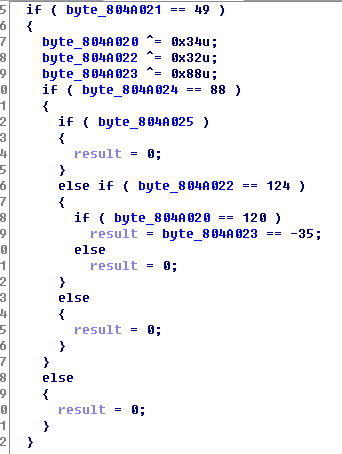 5 if ( byte_804A021 == 49 )
6 {
7 byte_804A020 ^= 0x34u;
8 byte_804A022 ^= 0x32u;
9 byte_804A023 ^= 0x88u;
0 if ( byte_804A024 == 88 )
1 {
2 if ( byte_804A025 )
3 {
4 result = 0;
5 }
6 else if ( byte_804A022 == 124 )
7 {
8 if ( byte_804A020 == 120 )
9 result = byte_804A023 == -35;
0 else
1 result = 0;
2 }
3 else
4 {
5 result = 0;
6 }
7 }
8 else
9 {
0 result = 0;
1 }
2 }